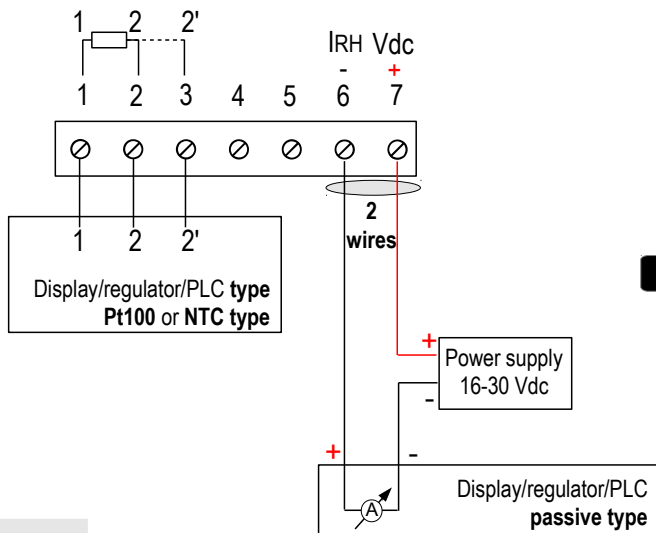 1 2 2'
IRH Vdc
- +
1 2 3 4 5 6 7
2
wires
1 2 2'
Display/regulator/PLC type
Pt100 or NTC type
+
Power supply
16-30 Vdc
-
+ -
Display/regulator/PLC
passive type
A